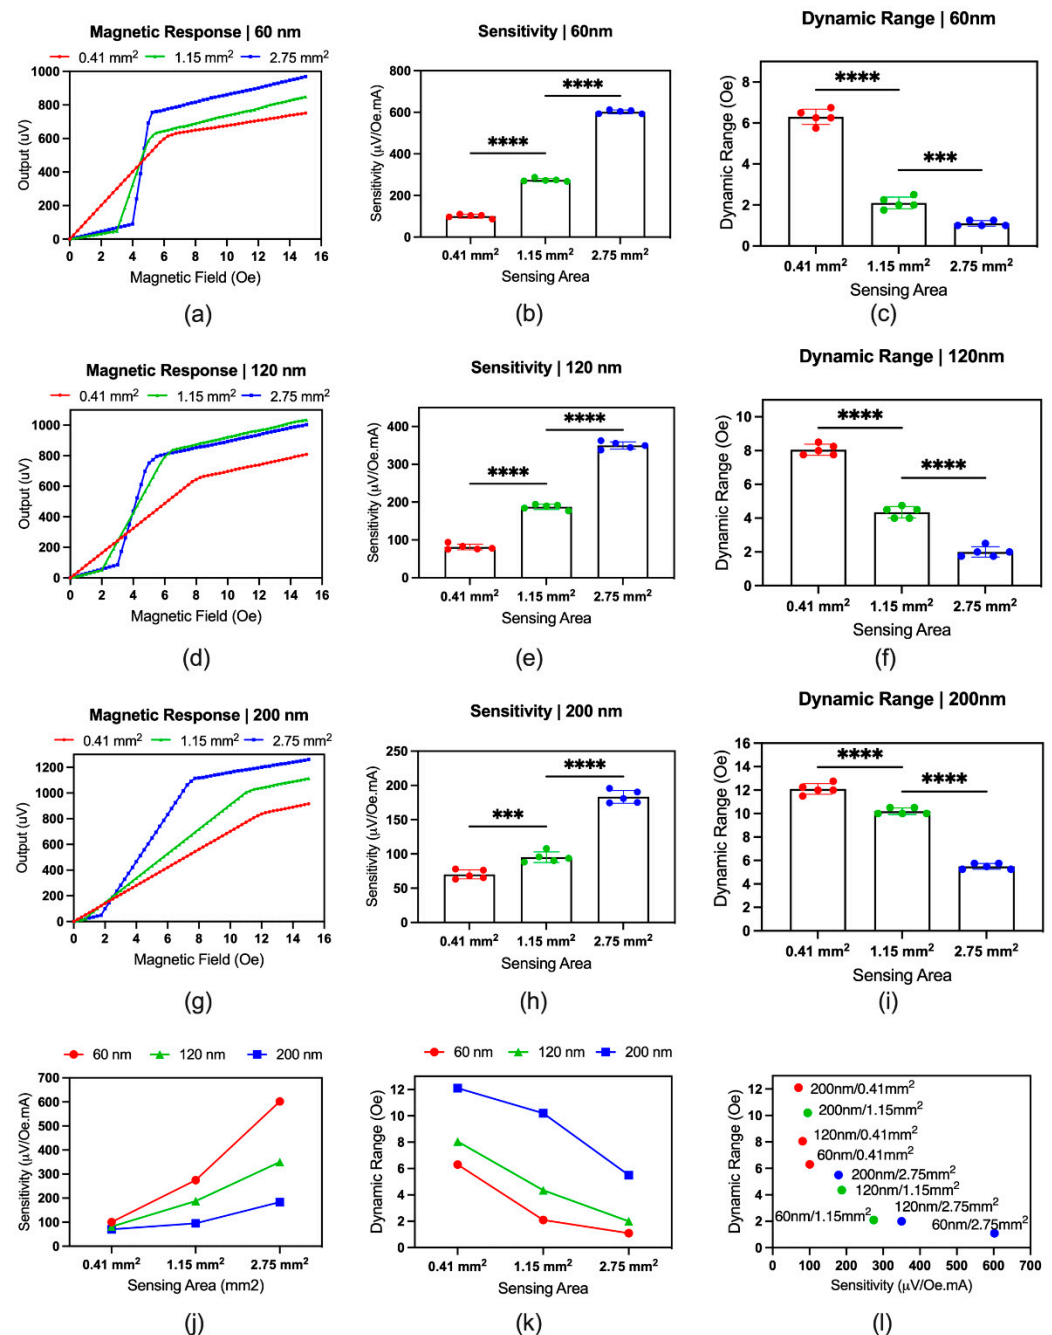 Magnetic Response | 60 nm
0.41 mm² 1.15 mm² 2.75 mm²
1000
800
600
400
200
0
Output (uV)
0 2 4 6 8 10 12 14 16
Magnetic Field (Oe)
(a)
Sensitivity | 60nm
800
600
400
200
0
Sensitivity (μV/Oe.mA)
**** ****
0.41 mm² 1.15 mm² 2.75 mm²
Sensing Area
(b)
Dynamic Range | 60nm
8
6
4
2
0
Dynamic Range (Oe)
**** ***
0.41 mm² 1.15 mm² 2.75 mm²
Sensing Area
(c)
Magnetic Response | 120 nm
0.41 mm² 1.15 mm² 2.75 mm²
1000
800
600
400
200
0
Output (uV)
0 2 4 6 8 10 12 14 16
Magnetic Field (Oe)
(d)
Sensitivity | 120 nm
400
300
200
100
0
Sensitivity (μV/Oe.mA)
**** ****
0.41 mm² 1.15 mm² 2.75 mm²
Sensing Area
(e)
Dynamic Range | 120nm
10
8
6
4
2
0
Dynamic Range (Oe)
**** ****
0.41 mm² 1.15 mm² 2.75 mm²
Sensing Area
(f)
Magnetic Response | 200 nm
0.41 mm² 1.15 mm² 2.75 mm²
1200
1000
800
600
400
200
0
Output (uV)
0 2 4 6 8 10 12 14 16
Magnetic Field (Oe)
(g)
Sensitivity | 200 nm
250
200
150
100
50
0
Sensitivity (μV/Oe.mA)
*** ****
0.41 mm² 1.15 mm² 2.75 mm²
Sensing Area
(h)
Dynamic Range | 200nm
16
14
12
10
8
6
4
2
0
Dynamic Range (Oe)
**** ****
0.41 mm² 1.15 mm² 2.75 mm²
Sensing Area
(i)
60 nm 120 nm 200 nm
700
600
500
400
300
200
100
0
Sensitivity (μV/Oe.mA)
0.41 mm² 1.15 mm² 2.75 mm²
Sensing Area (mm2)
(j)
60 nm 120 nm 200 nm
12
10
8
6
4
2
0
Dynamic Range (Oe)
0.41 mm² 1.15 mm² 2.75 mm²
Sensing Area
(k)
12
10
8
6
4
2
0
Dynamic Range (Oe)
200nm/0.41mm²
200nm/1.15mm²
120nm/0.41mm²
60nm/0.41mm²
200nm/2.75mm²
120nm/1.15mm²
120nm/2.75mm²
60nm/1.15mm²
60nm/2.75mm²
0 100 200 300 400 500 600 700
Sensitivity (μV/Oe.mA)
(l)